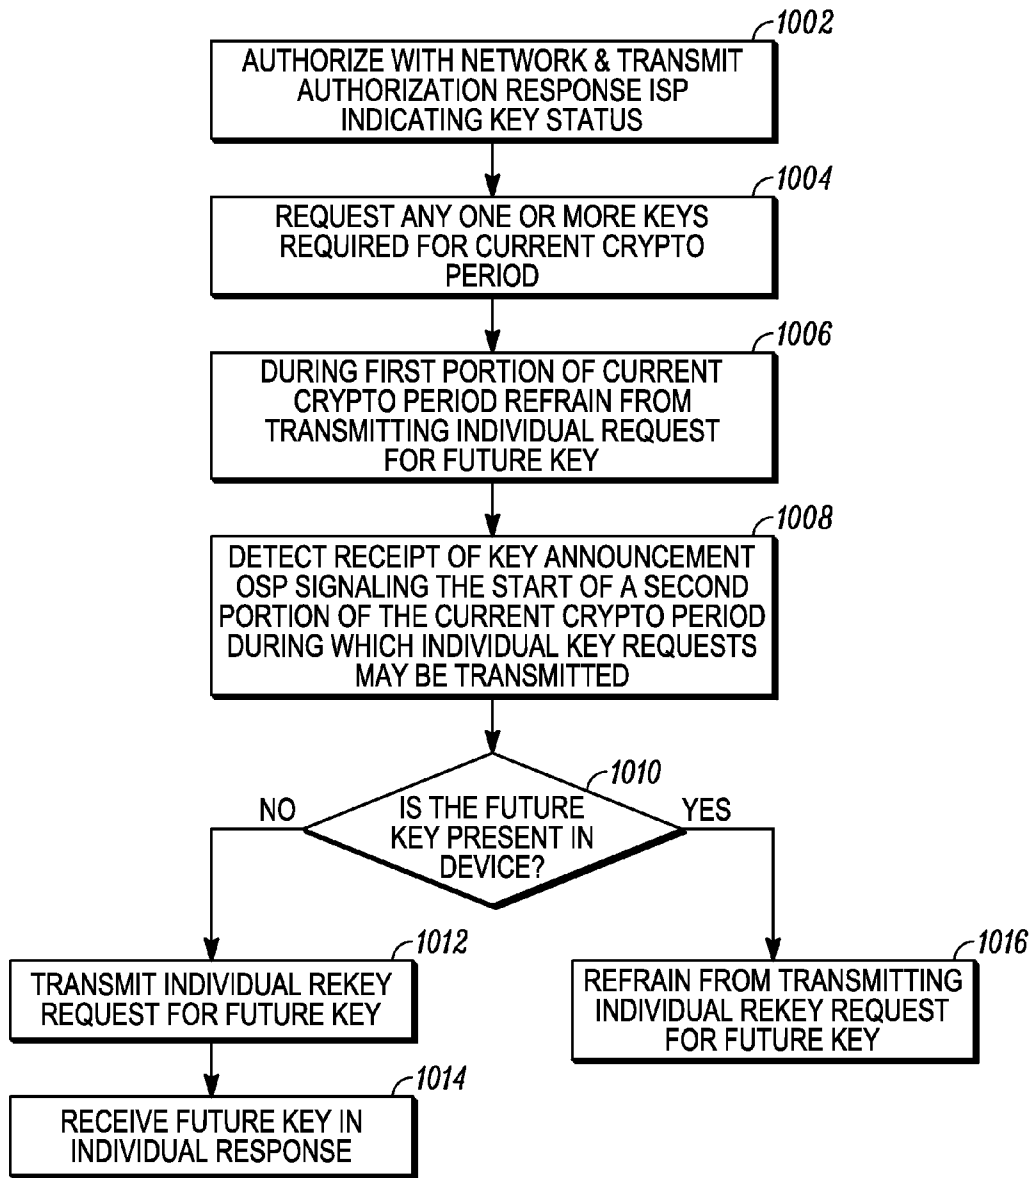 1002
AUTHORIZE WITH NETWORK & TRANSMIT
AUTHORIZATION RESPONSE ISP
INDICATING KEY STATUS
1004
REQUEST ANY ONE OR MORE KEYS
REQUIRED FOR CURRENT CRYPTO
PERIOD
1006
DURING FIRST PORTION OF CURRENT
CRYPTO PERIOD REFRAIN FROM
TRANSMITTING INDIVIDUAL REQUEST
FOR FUTURE KEY
1008
DETECT RECEIPT OF KEY ANNOUNCEMENT
OSP SIGNALING THE START OF A SECOND
PORTION OF THE CURRENT CRYPTO PERIOD
DURING WHICH INDIVIDUAL KEY REQUESTS
MAY BE TRANSMITTED
1010
IS THE FUTURE
KEY PRESENT IN
DEVICE?
NO
YES
1012
TRANSMIT INDIVIDUAL REKEY
REQUEST FOR FUTURE KEY
1014
RECEIVE FUTURE KEY IN
INDIVIDUAL RESPONSE
1016
REFRAIN FROM TRANSMITTING
INDIVIDUAL REKEY REQUEST
FOR FUTURE KEY